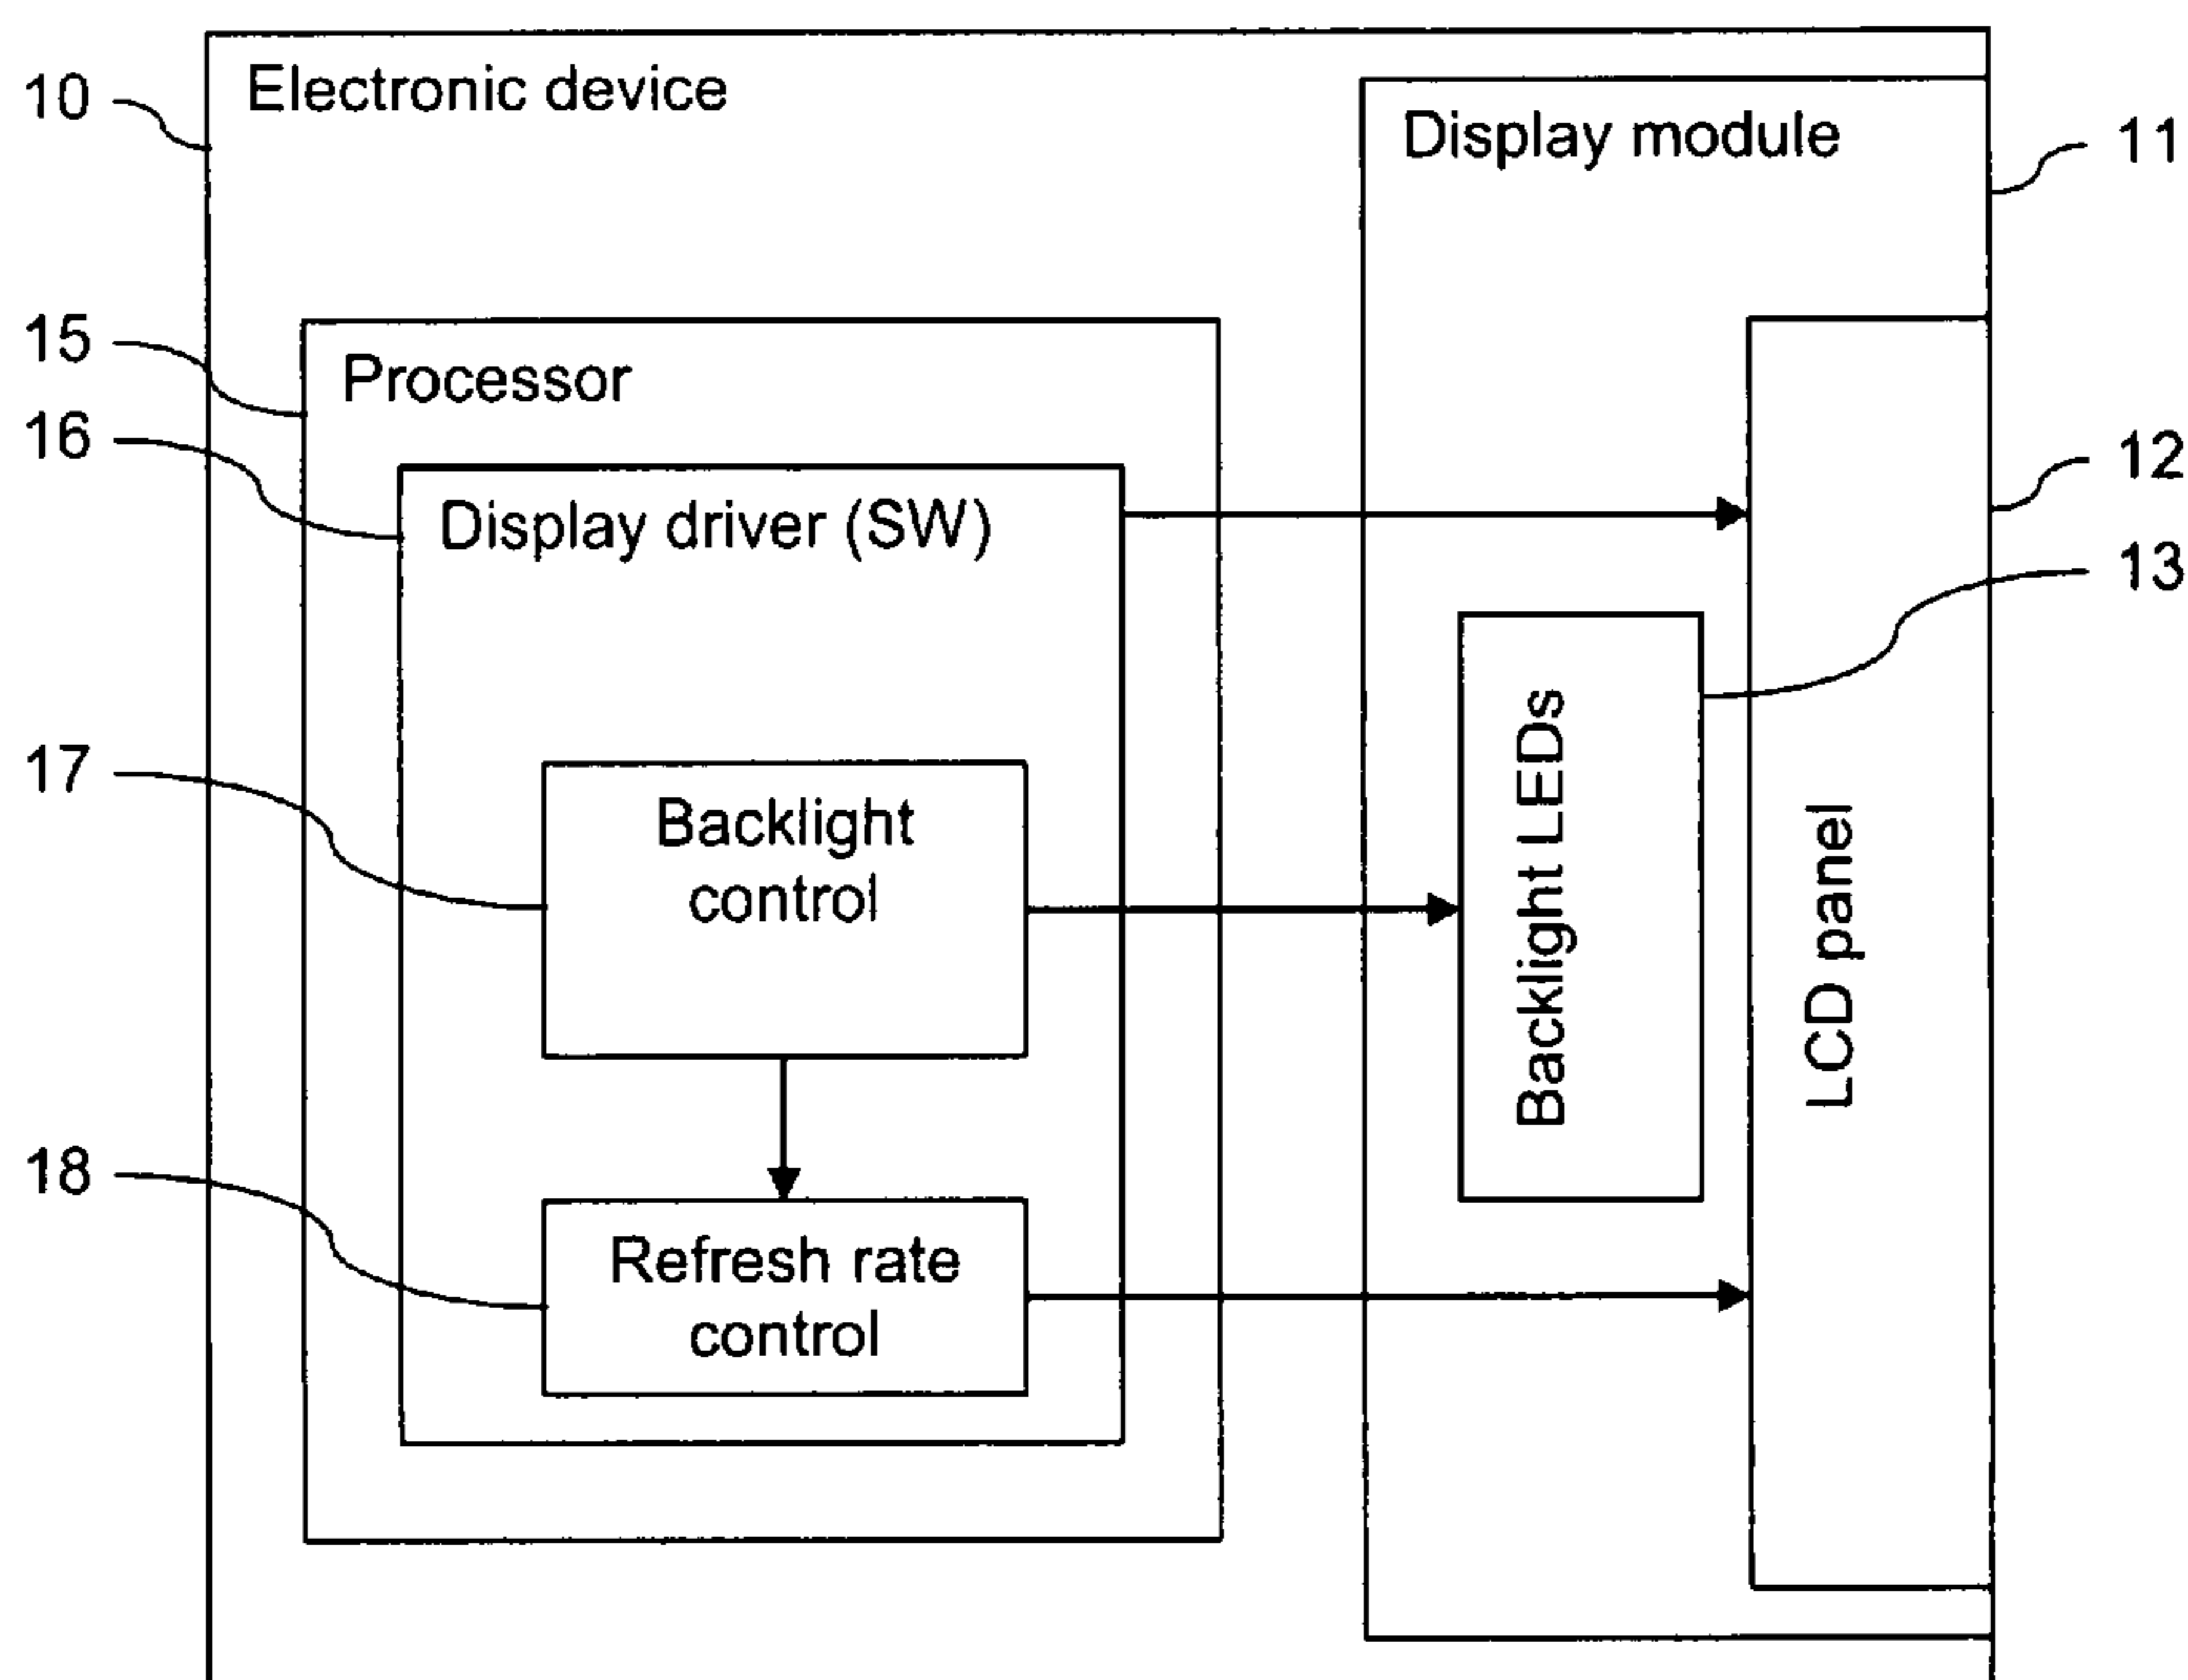 10
Electronic device
Display module
11
15
Processor
16
Display driver (SW)
12
13
17
Backlight
control
Backlight LEDs
LCD panel
18
Refresh rate
control